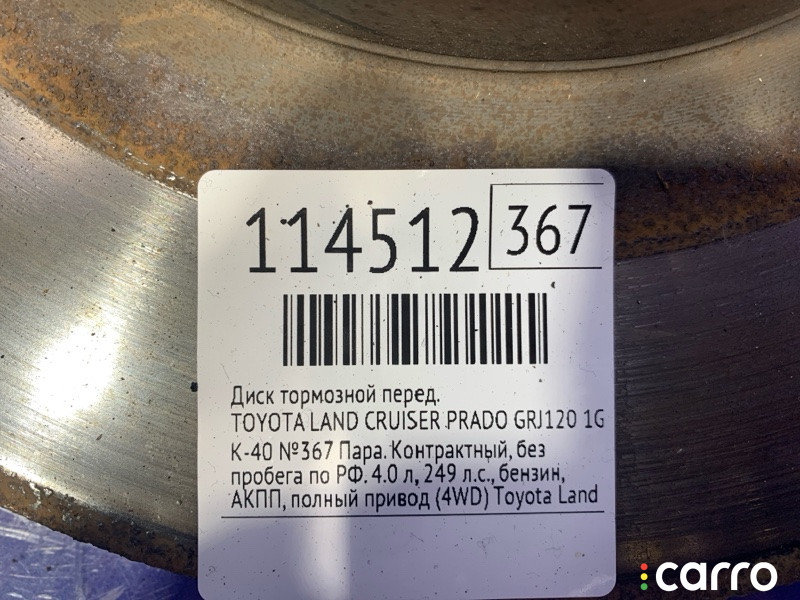 114512 367
Диск тормозной перед.
TOYOTA LAND CRUISER PRADO GRJ120 1G
К-40 №367 Пара. Контрактный, без
пробега по РФ. 4.0 л, 249 л.с., бензин,
АКПП, полный привод (4WD) Toyota Land
carro